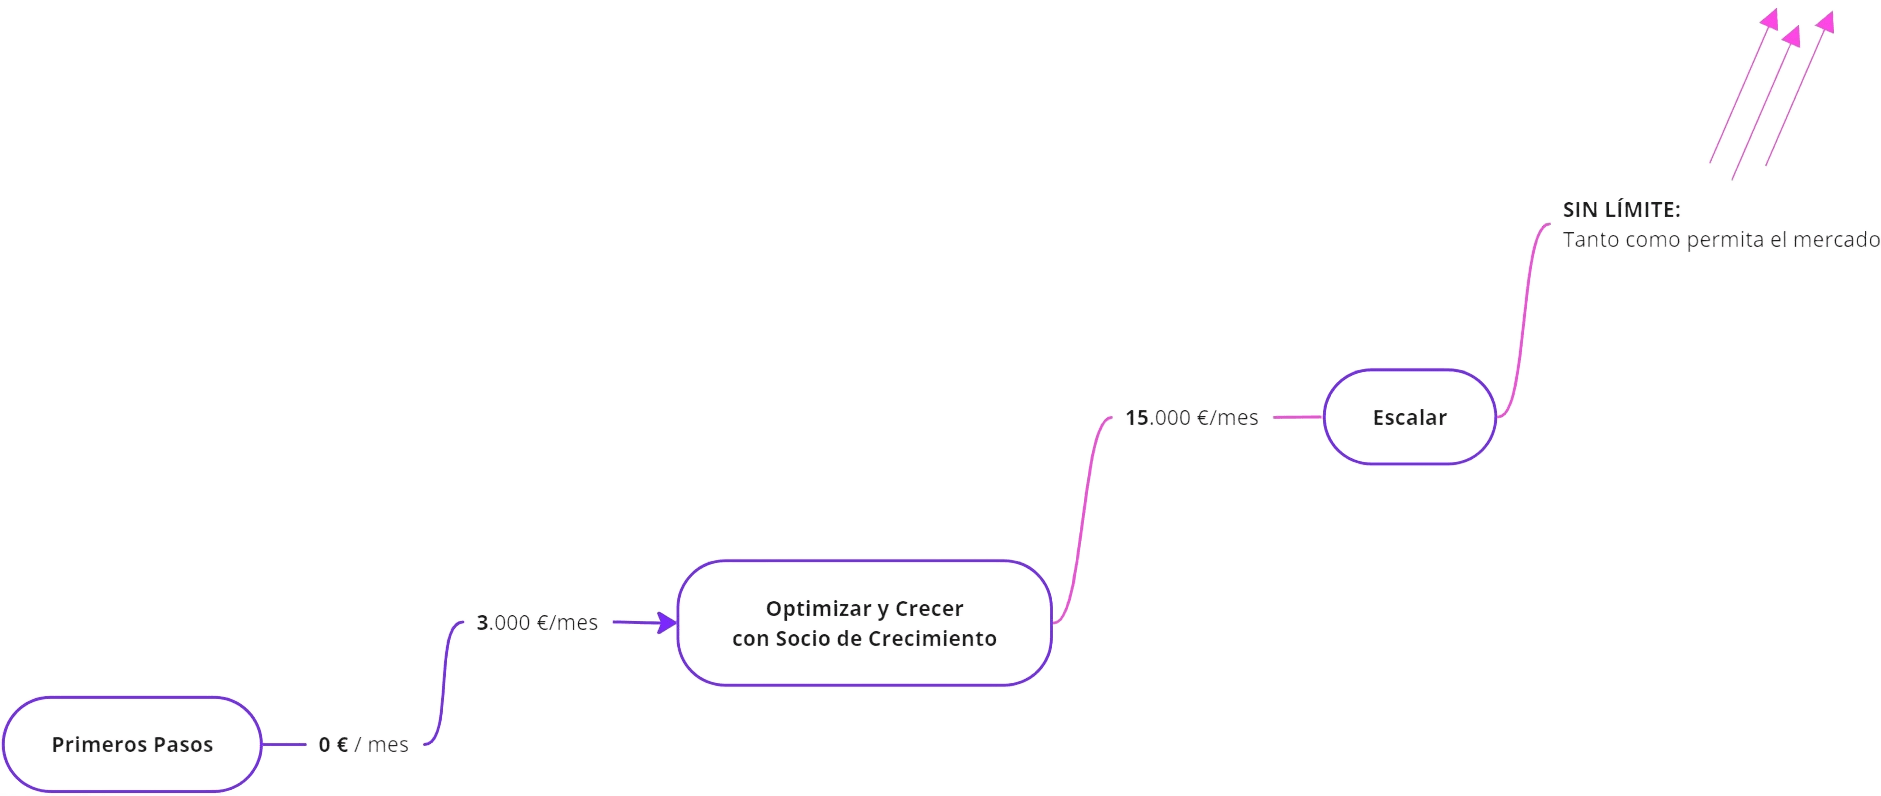 Primeros Pasos
0 € / mes
3.000 €/mes
Optimizar y Crecer
con Socio de Crecimiento
15.000 €/mes
Escalar
SIN LÍMITE:
Tanto como permita el mercado